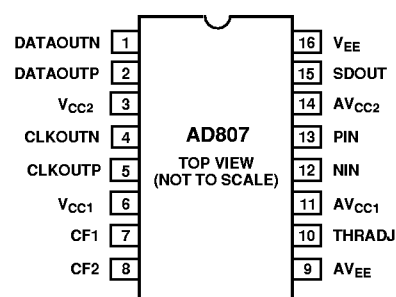 DATAOUTN 1
DATAOUTP 2
VCC2 3
CLKOUTN 4
CLKOUTP 5
VCC1 6
CF1 7
CF2 8
AD807
TOP VIEW
(NOT TO SCALE)
16 VEE
15 SDOUT
14 AVCC2
13 PIN
12 NIN
11 AVCC1
10 THRADJ
9 AVEE